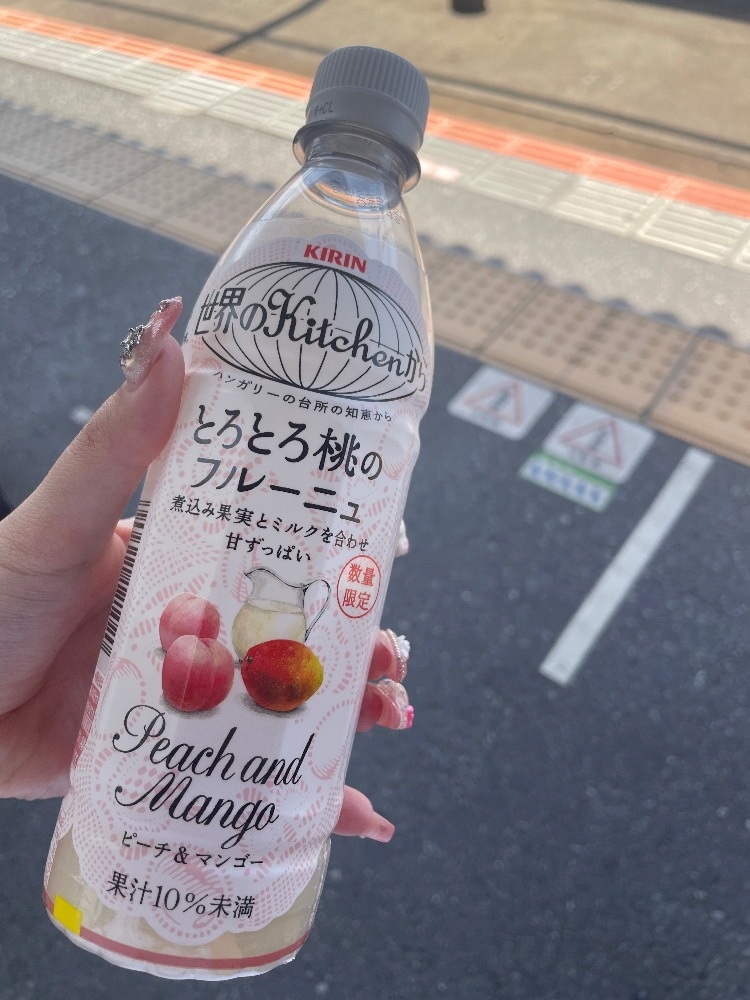 KIRIN
世界のKitchenから
ハンガリーの台所の知恵から
とろとろ桃の
フルーニュ
煮込み果実とミルクを合わせ
甘ずっぱい
数量
限定
Peach and
Mango
ピーチ&マンゴー
果汁10%未満